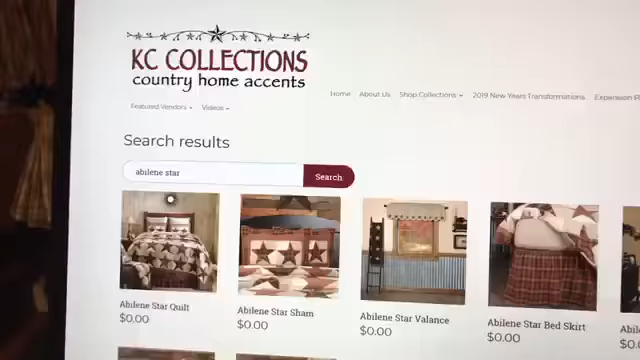 KC COLLECTIONS
country home accents
Home About Us Shop Collections 2019 New Years Transformations Expansion
Featured Vendors Videos
Search results
abilene star Search
Abilene Star Quilt
$0.00
Abilene Star Sham
$0.00
Abilene Star Valance
$0.00
Abilene Star Bed Skirt
$0.00